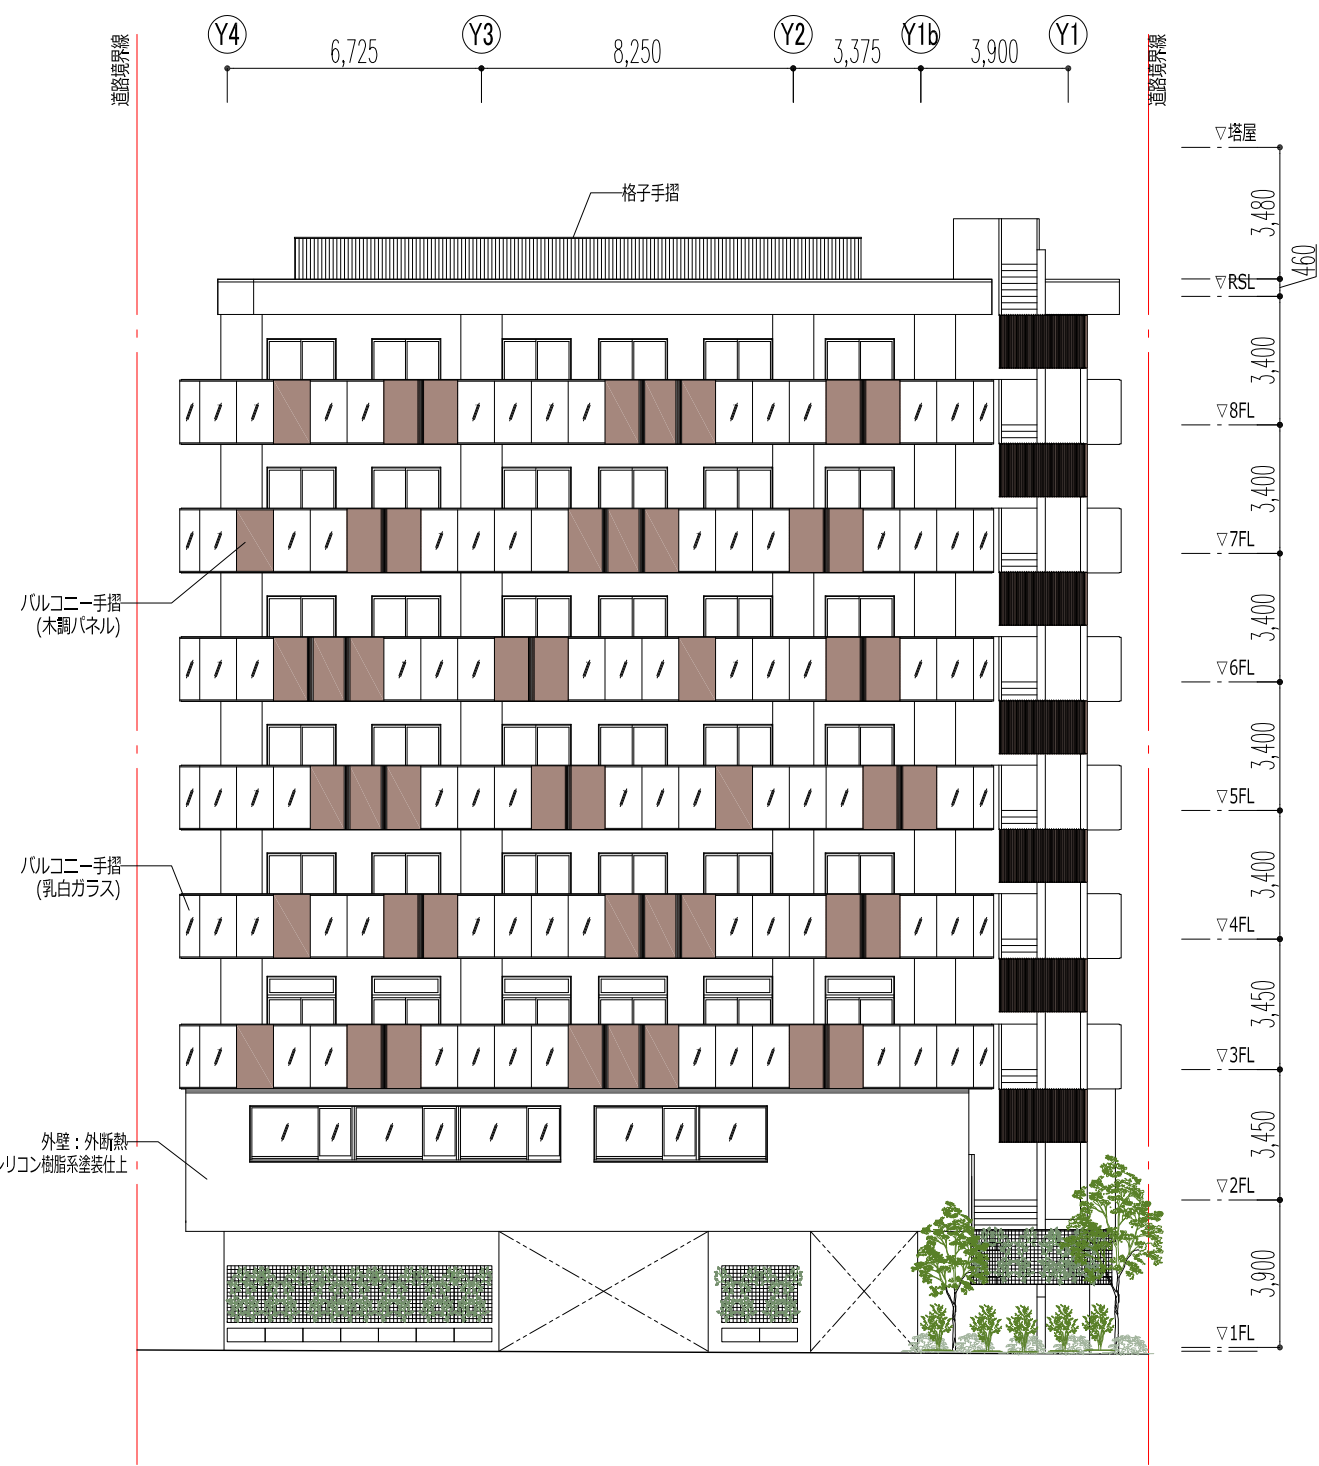 Y4
Y3
Y2
Y1b
Y1
6,725
8,250
3,375
3,900
道路境界線
道路境界線
▽塔屋
3,480
格子手摺
460
▽RSL
3,400
▽8FL
3,400
▽7FL
バルコニー手摺
(木調パネル)
3,400
▽6FL
3,400
▽5FL
バルコニー手摺
(乳白ガラス)
3,400
▽4FL
3,450
▽3FL
外壁：外断熱
シリコン樹脂系塗装仕上
3,450
▽2FL
3,900
▽1FL